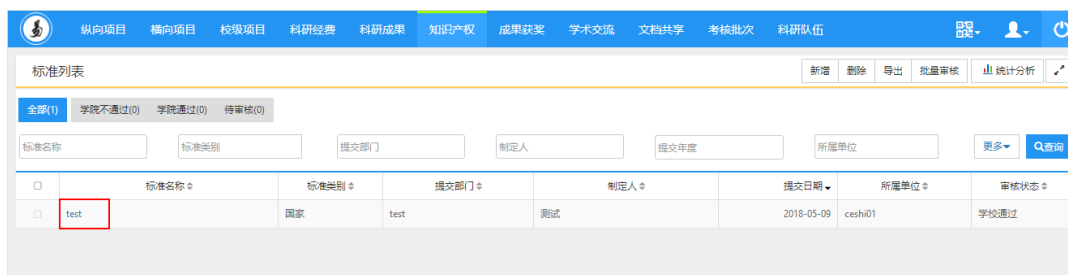 纵向项目 横向项目 校级项目 科研经费 科研成果 知识产权 成果获奖 学术交流 文档共享 考核批次 科研队伍
标准列表 新增 删除 导出 批量审核 统计分析
全部(1) 学院不通过(0) 学院通过(0) 待审核(0)
标准名称 标准类别 提交部门 制定人 提交年度 所属单位 更多 查询
标准名称 标准类别 提交部门 制定人 提交日期 所属单位 审核状态
test 国家 test 测试 2018-05-09 ceshi01 学校通过